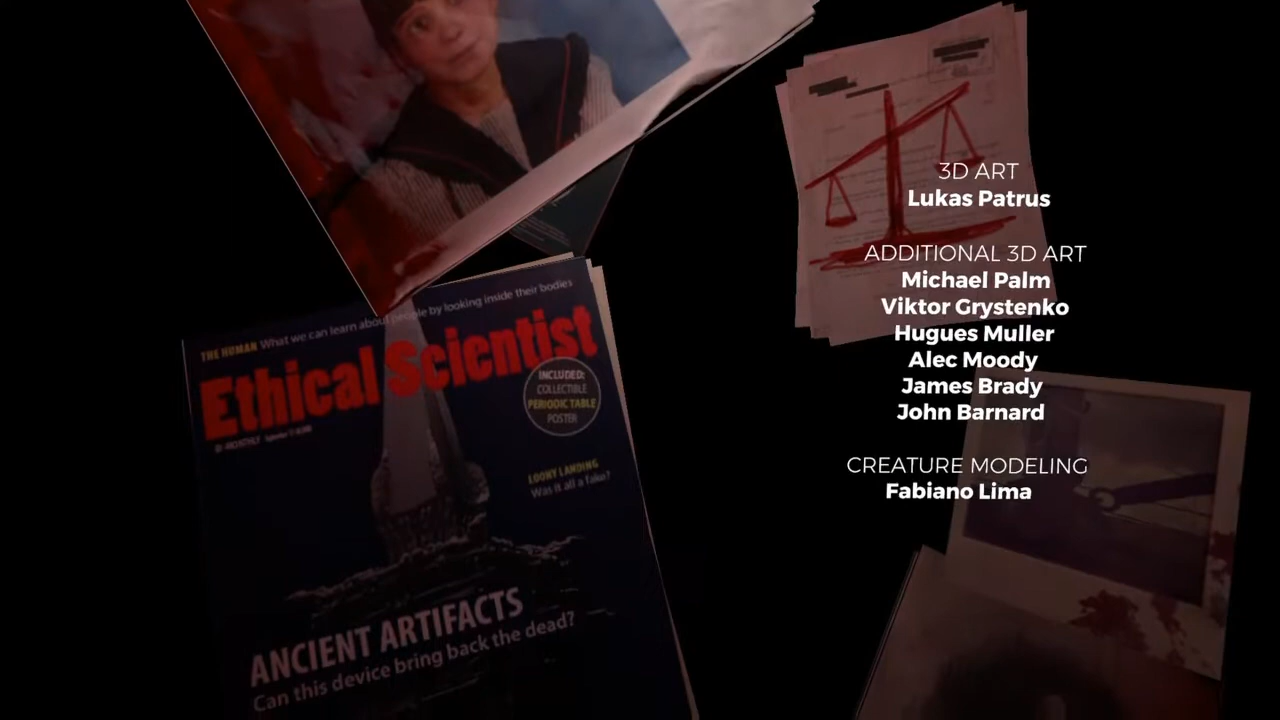 THE HUMAN What we can learn about people by looking inside their bodies
Ethical Scientist
BI-MONTHLY
INCLUDED:
COLLECTIBLE
PERIODIC TABLE
POSTER
LOONY LANDING
Was it all a fake?
ANCIENT ARTIFACTS
Can this device bring back the dead?
3D ART
Lukas Patrus
ADDITIONAL 3D ART
Michael Palm
Viktor Grystenko
Hugues Muller
Alec Moody
James Brady
John Barnard
CREATURE MODELING
Fabiano Lima